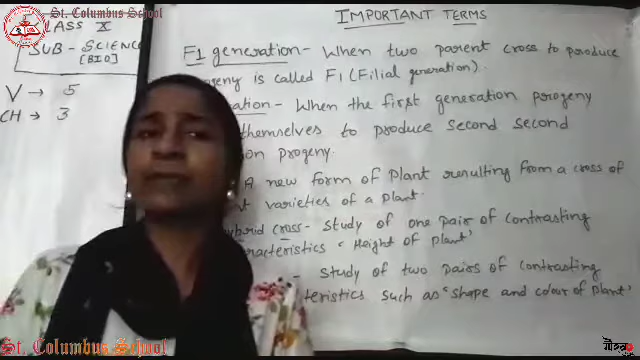 St. Columbus School
CLASS X
SUB - SCIENCE
[BIO]
V → 5
CH → 3
IMPORTANT TERMS
F1 generation - When two parent cross to produce
progeny is called F1 (Filial generation).
ation - When the first generation progeny
themselves to produce second second
on progeny.
A new form of plant resulting from a cross of
varieties of a plant.
hybrid cross - study of one pair of contrasting
characteristics "Height of plant"
- study of two pairs of contrasting
teristics such as "shape and colour of plant"
St. Columbus School